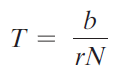 T = b / rN